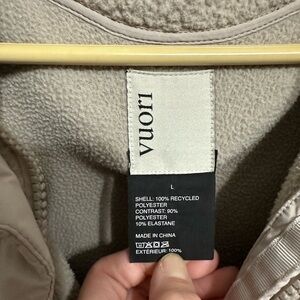 vuori
L
SHELL: 100% RECYCLED
POLYESTER
CONTRAST: 90%
POLYESTER
10% ELASTANE
MADE IN CHINA
EXTÉRIEUR: 100%